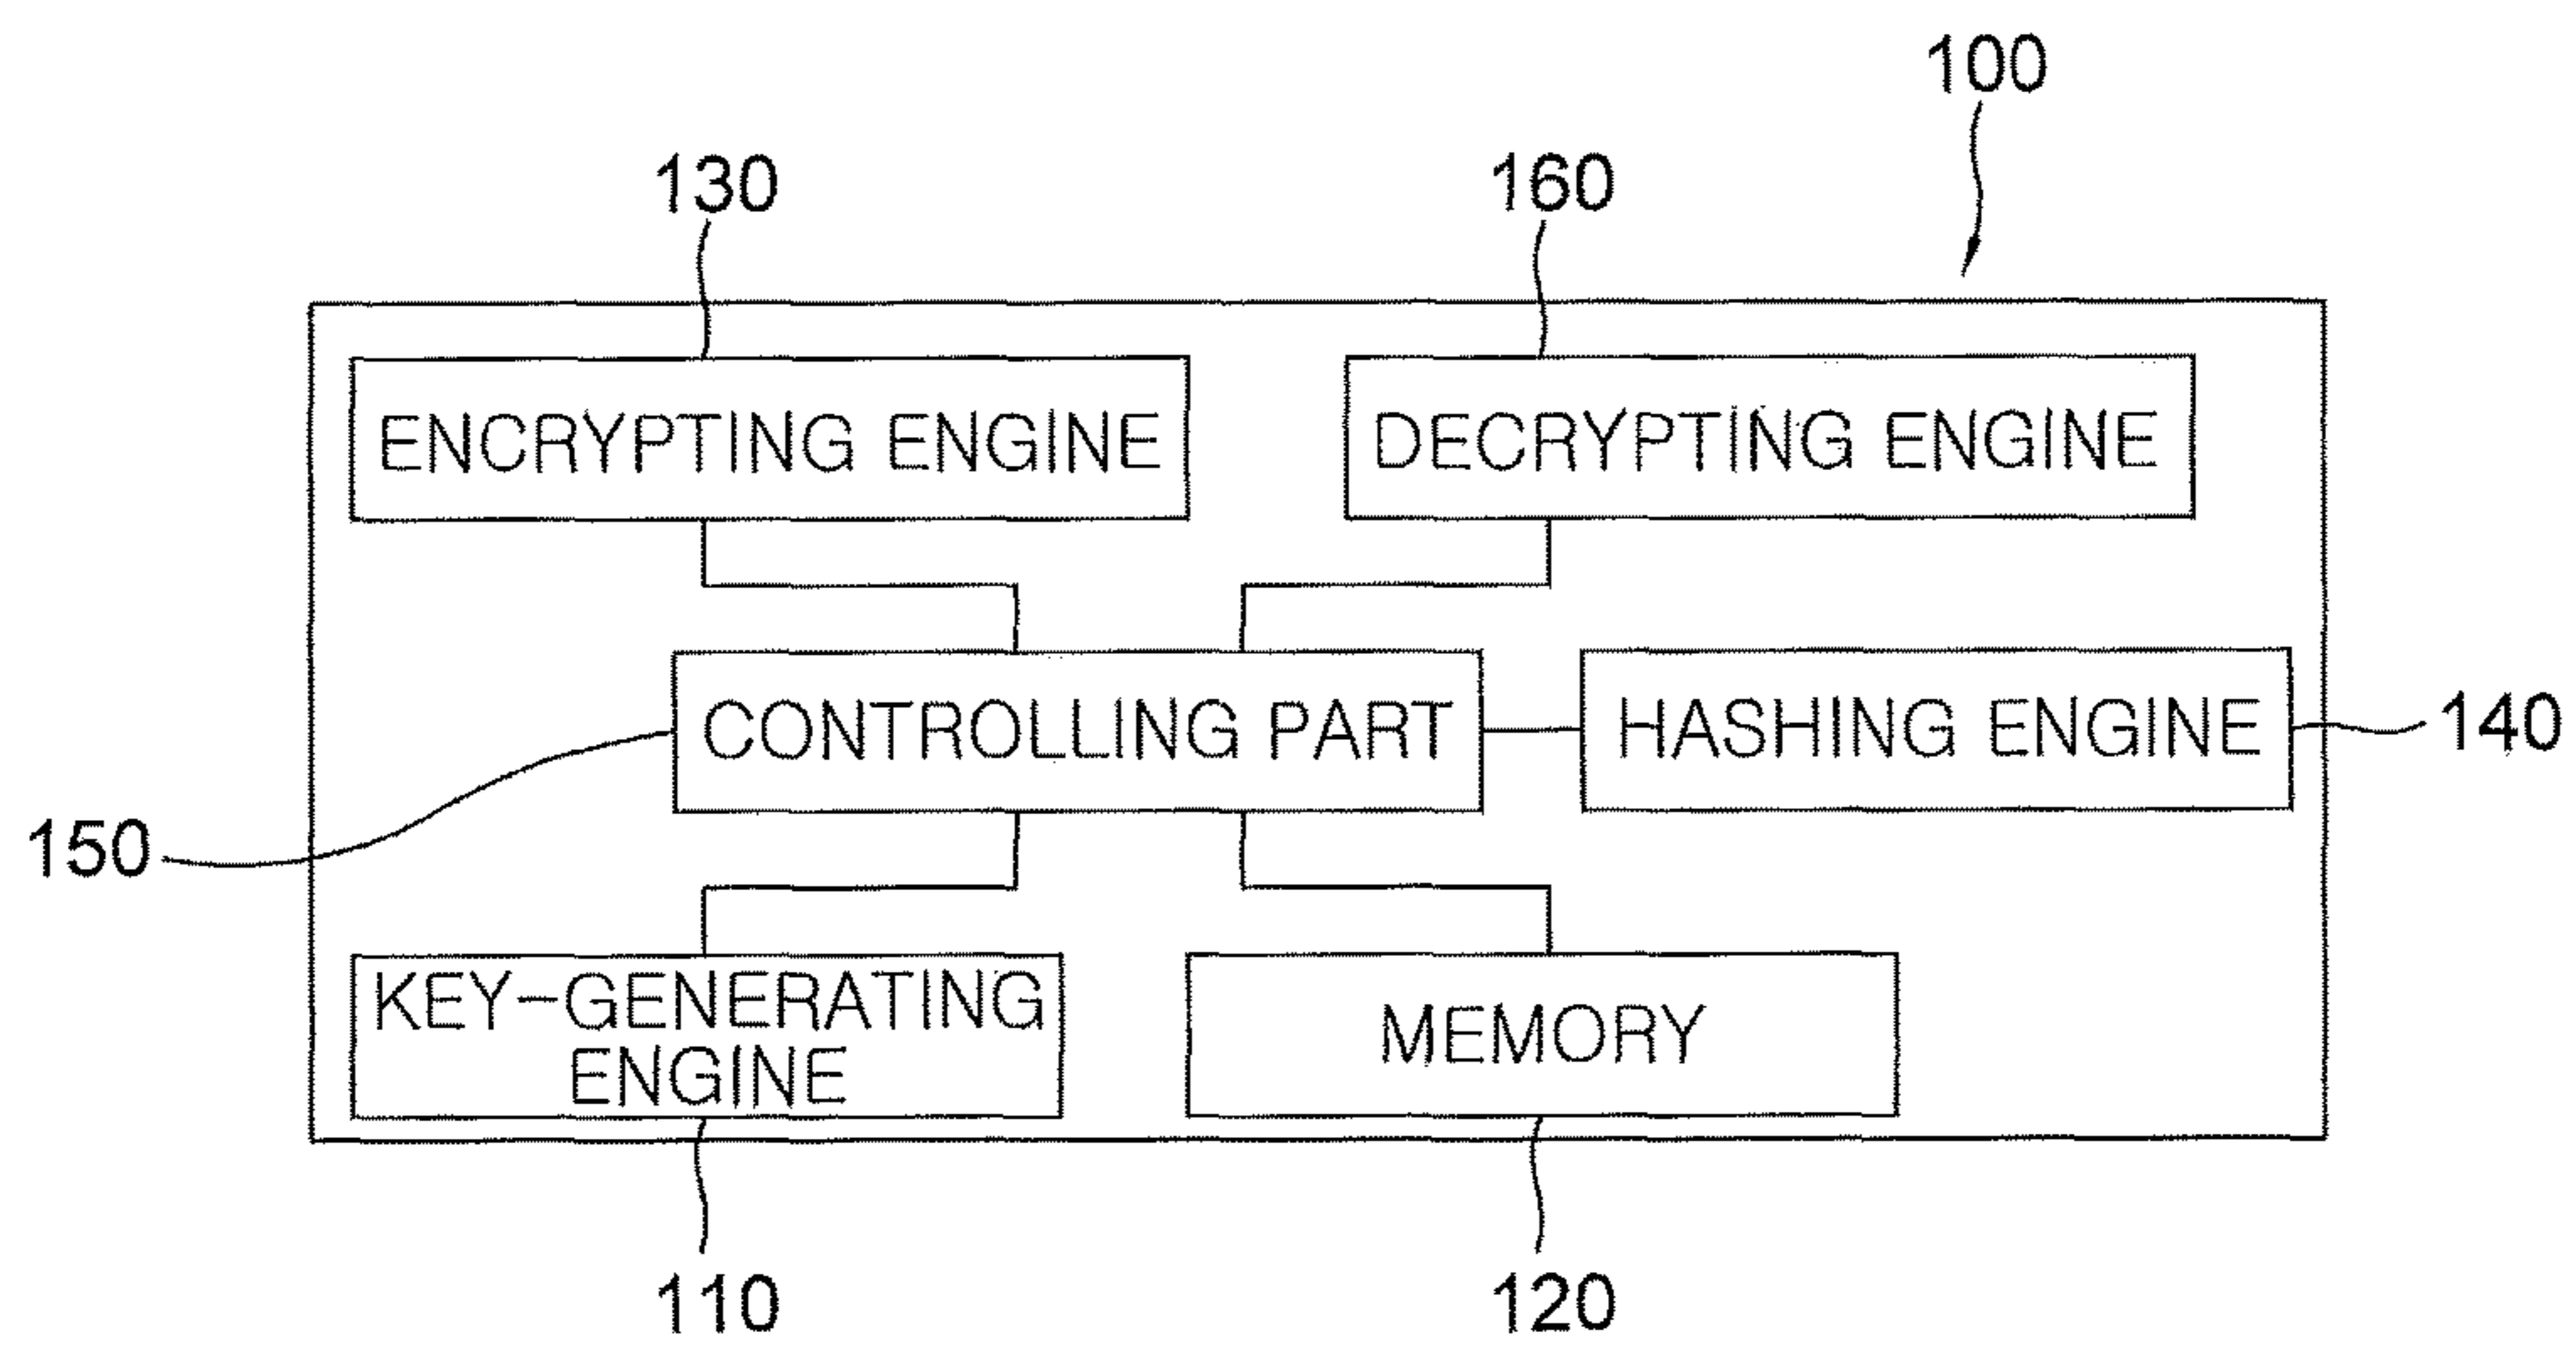 100
130
160
ENCRYPTING ENGINE
DECRYPTING ENGINE
CONTROLLING PART
HASHING ENGINE
140
150
KEY-GENERATING
ENGINE
MEMORY
110
120